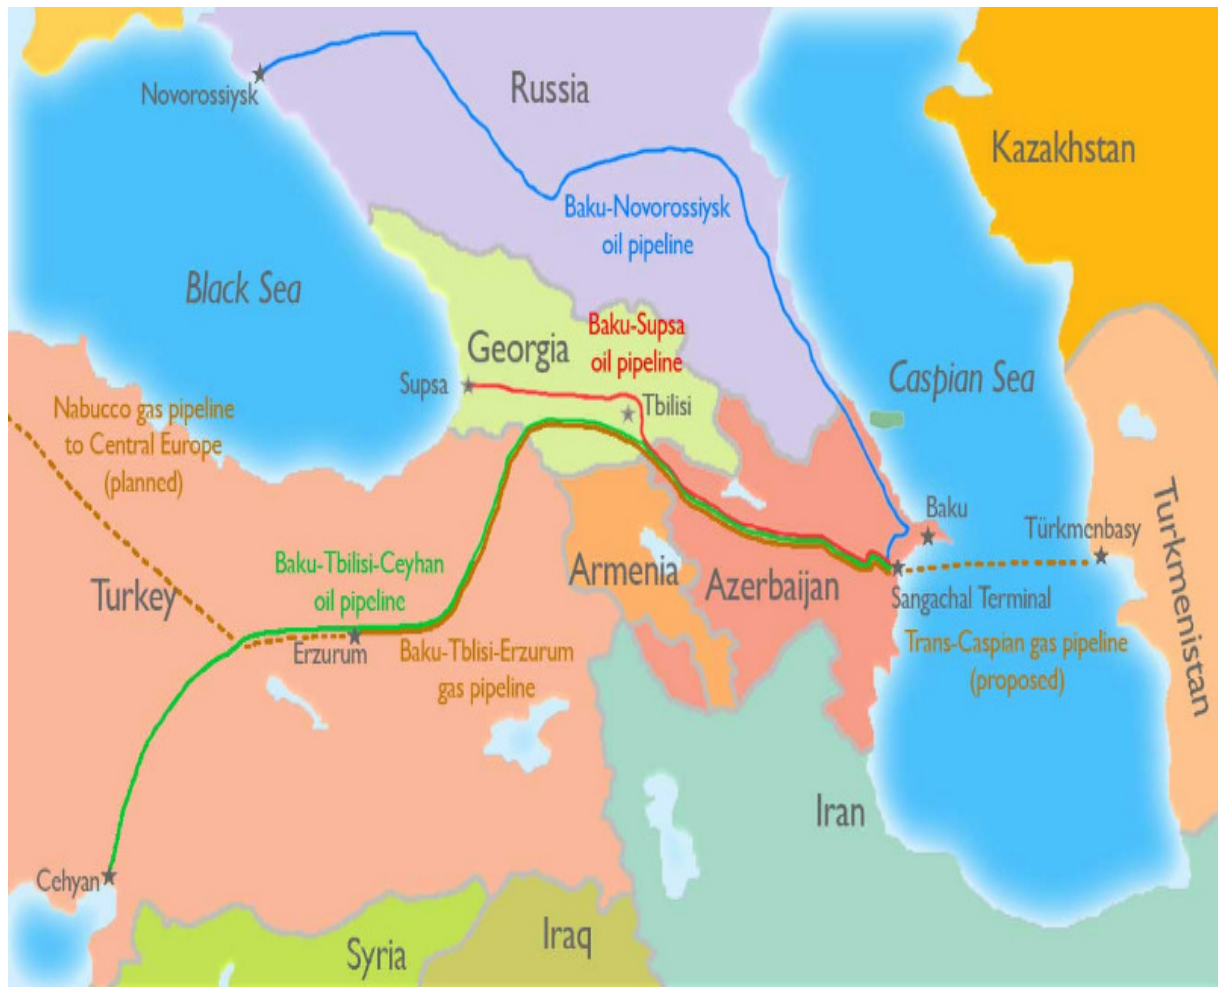 Novorossiysk
Russia
Kazakhstan
Baku-Novorossiysk
oil pipeline
Black Sea
Baku-Supsa
oil pipeline
Georgia
Supsa
Tbilisi
Caspian Sea
Nabucco gas pipeline
to Central Europe
(planned)
Baku
Türkmenbasy
Turkmenistan
Baku-Tbilisi-Ceyhan
oil pipeline
Armenia
Azerbaijan
Sangachal Terminal
Turkey
Erzurum
Baku-Tblisi-Erzurum
gas pipeline
Trans-Caspian gas pipeline
(proposed)
Iran
Cehyan
Syria
Iraq